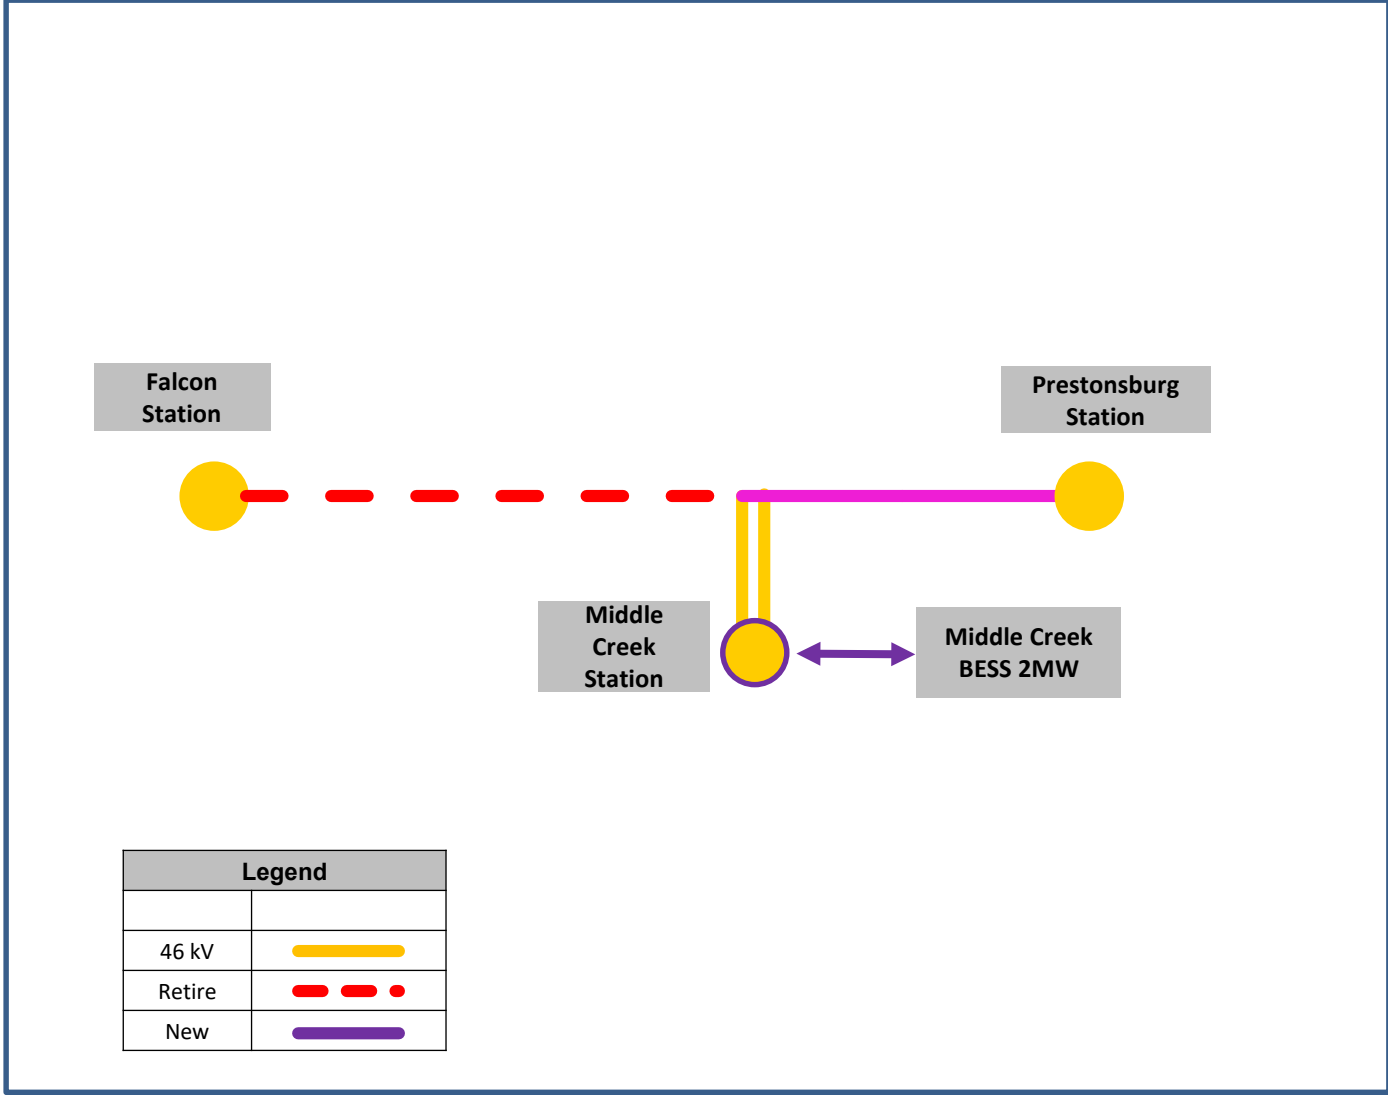 Falcon
Station
Prestonsburg
Station
Middle
Creek
Station
Middle Creek
BESS 2MW
Legend
46 kV
Retire
New